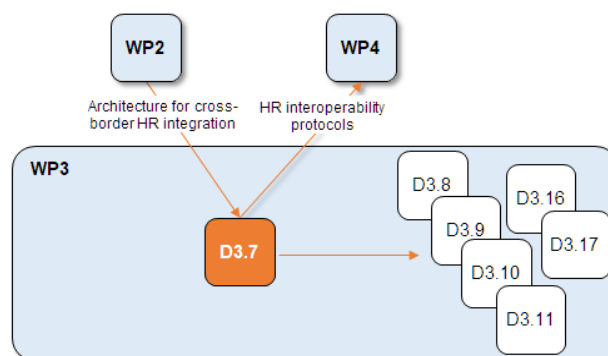 WP2
WP4
Architecture for cross-
border HR integration
HR interoperability
protocols
WP3
D3.7
D3.8
D3.9
D3.10
D3.11
D3.16
D3.17